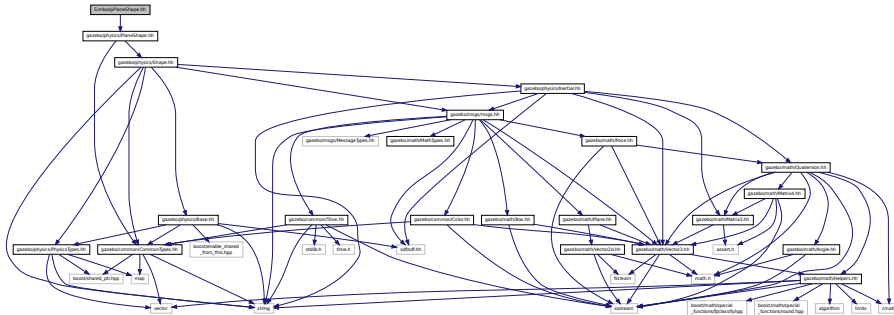 SimbodyPlaneShape.hh
gazebo/physics/PlaneShape.hh
gazebo/physics/Shape.hh
gazebo/physics/Inertial.hh
gazebo/msgs/msgs.hh
gazebo/msgs/MessageTypes.hh
gazebo/math/MathTypes.hh
gazebo/math/Pose.hh
gazebo/math/Quaternion.hh
gazebo/math/Matrix4.hh
gazebo/physics/Base.hh
gazebo/common/Time.hh
gazebo/common/Color.hh
gazebo/math/Box.hh
gazebo/math/Plane.hh
gazebo/math/Matrix3.hh
gazebo/physics/PhysicsTypes.hh
gazebo/common/CommonTypes.hh
boost/enable_shared
_from_this.hpp
stdlib.h
time.h
sdf/sdf.hh
gazebo/math/Vector2d.hh
gazebo/math/Vector3.hh
assert.h
gazebo/math/Angle.hh
boost/shared_ptr.hpp
map
fstream
math.h
gazebo/math/Helpers.hh
vector
string
iostream
boost/math/special
_functions/fpclassify.hpp
boost/math/special
_functions/round.hpp
algorithm
limits
cmath